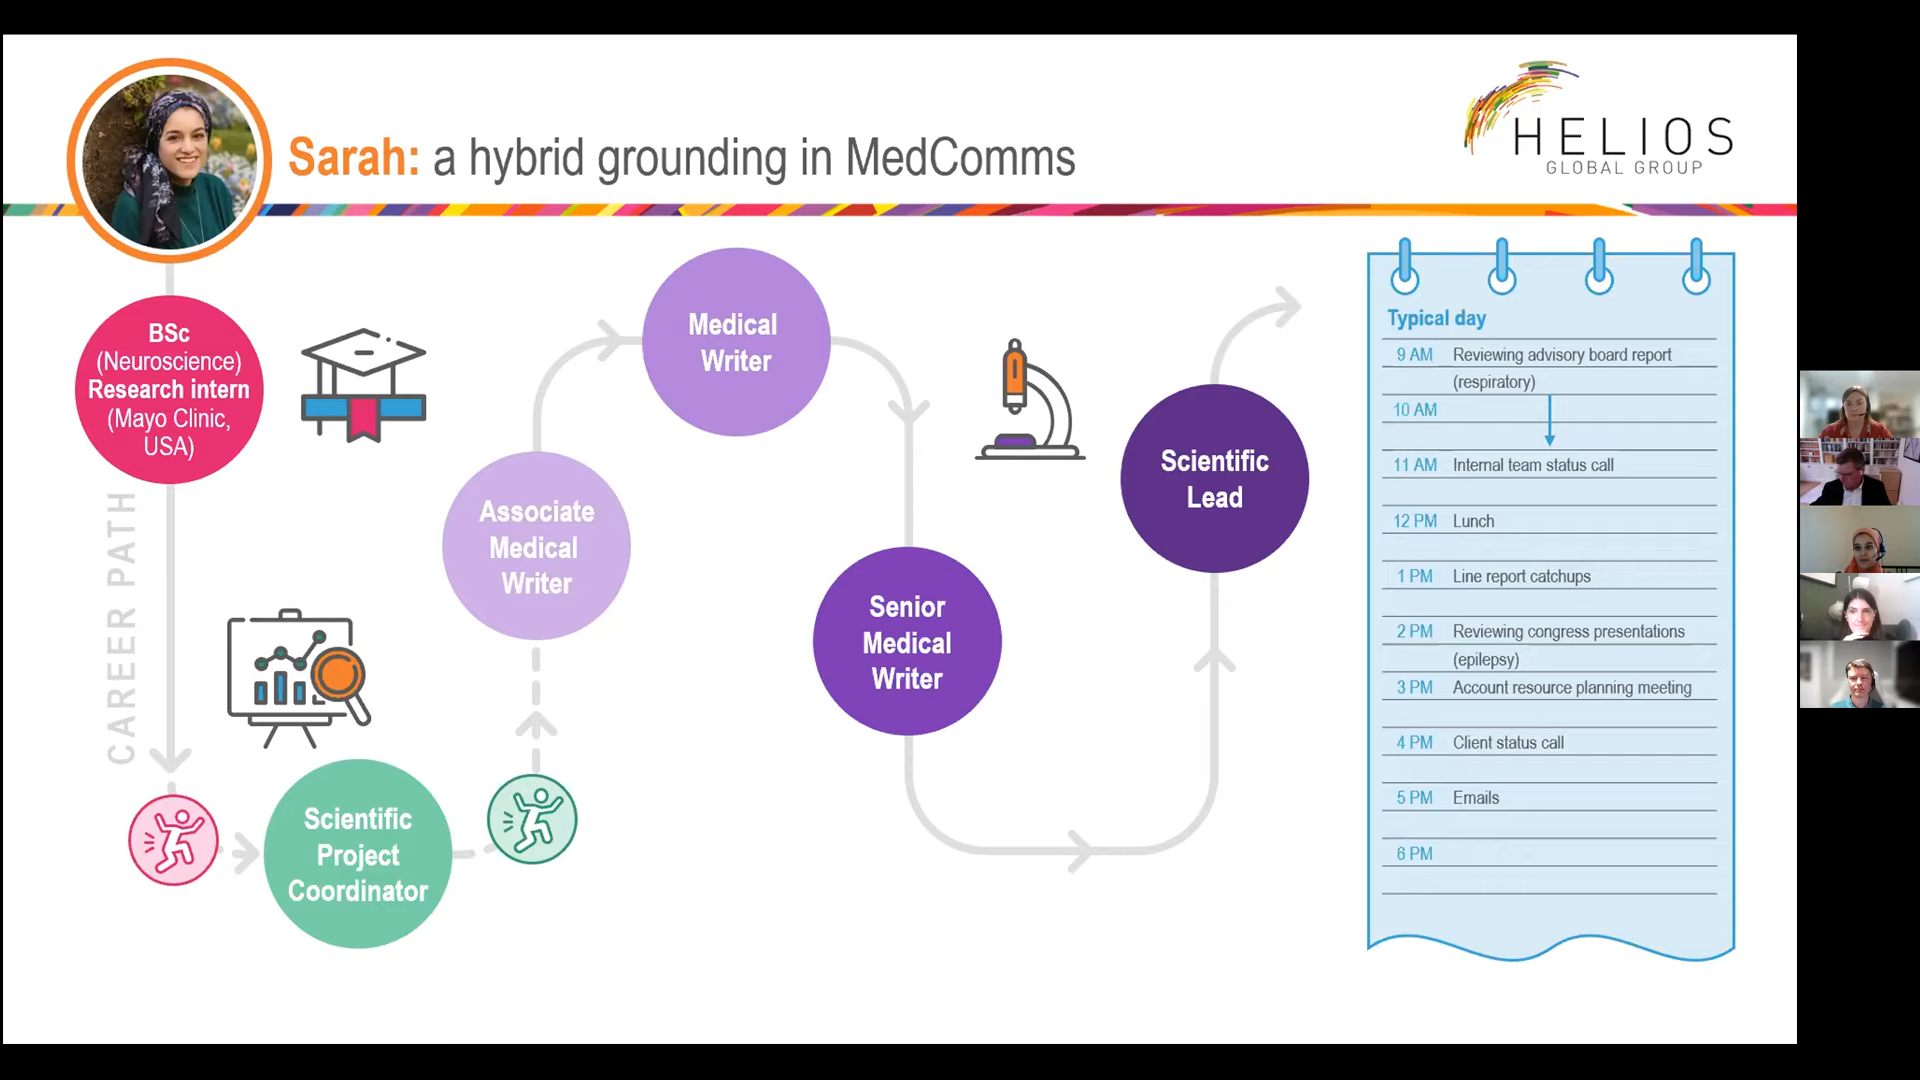 Sarah: a hybrid grounding in MedComms
HELIOS
GLOBAL GROUP
BSc
(Neuroscience)
Research intern
(Mayo Clinic,
USA)
CAREER PATH
Scientific
Project
Coordinator
Associate
Medical
Writer
Medical
Writer
Senior
Medical
Writer
Scientific
Lead
Typical day
9 AM Reviewing advisory board report
(respiratory)
10 AM
11 AM Internal team status call
12 PM Lunch
1 PM Line report catchups
2 PM Reviewing congress presentations
(epilepsy)
3 PM Account resource planning meeting
4 PM Client status call
5 PM Emails
6 PM